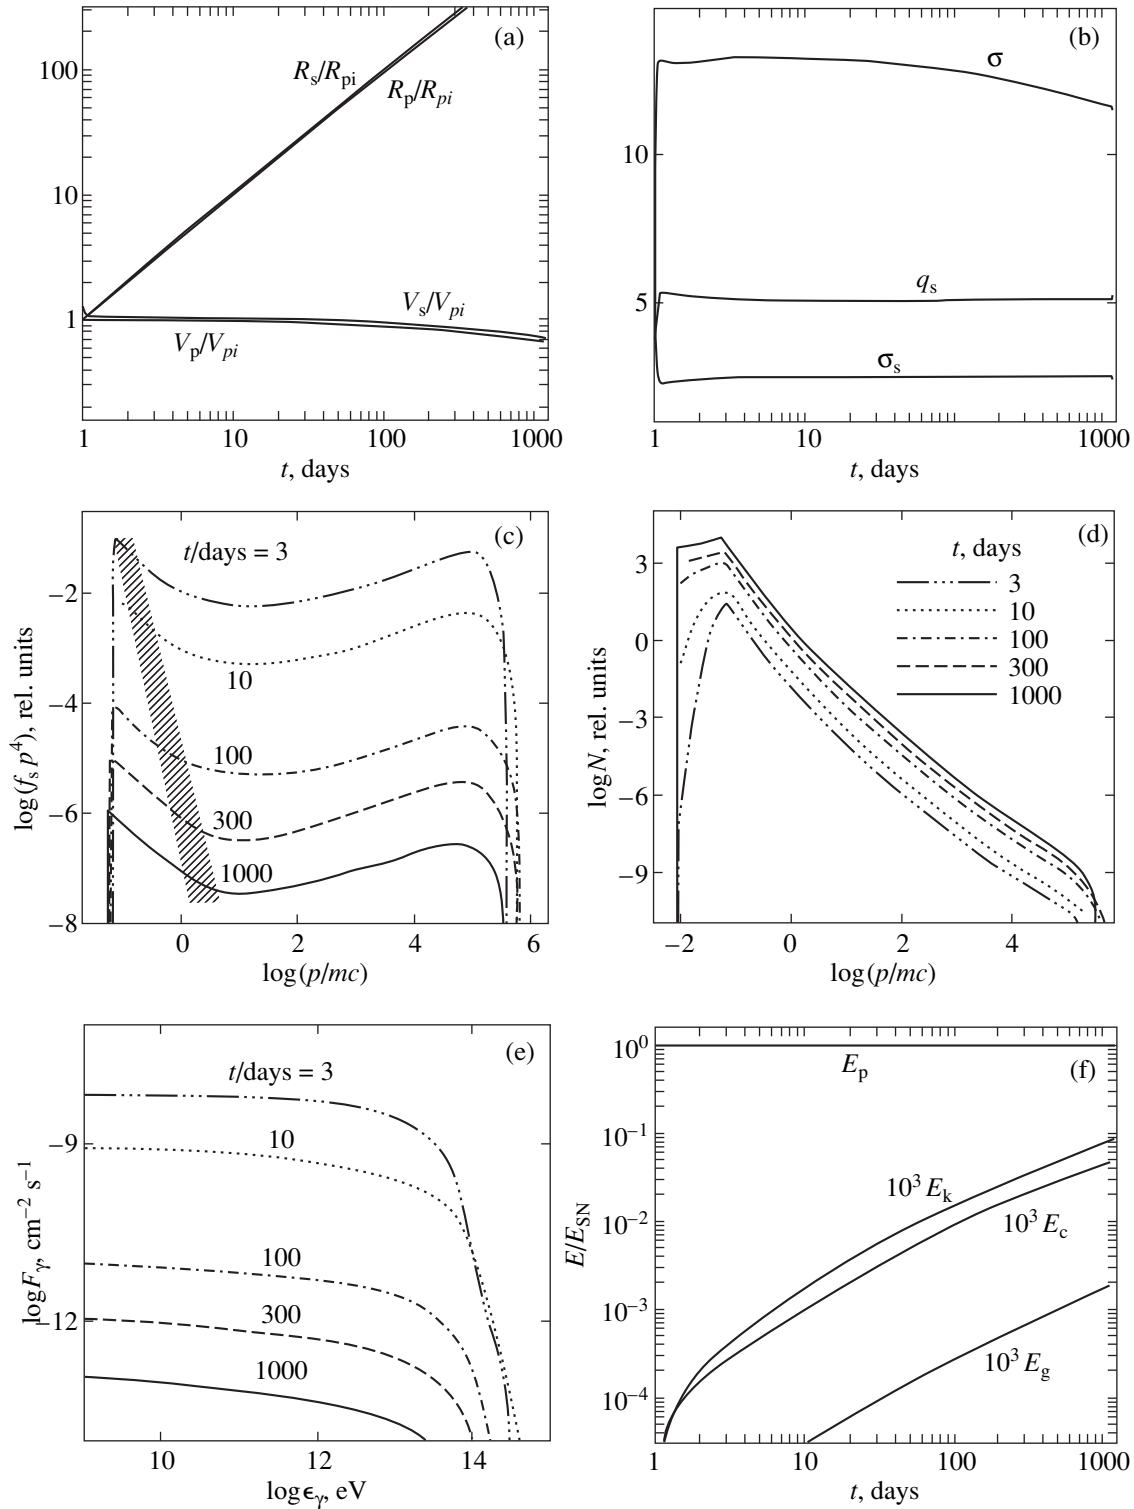 (a)
100
10
1
R_s/R_pi
R_p/R_pi
V_s/V_pi
V_p/V_pi
1 10 100 1000
t, days
(b)
10
5
σ
q_s
σ_s
1 10 100 1000
t, days
(c)
t/days = 3
10
100
300
1000
−2
−4
−6
−8
log(f_s p^4), rel. units
0 2 4 6
log(p/mc)
(d)
t, days
3
10
100
300
1000
3
0
−3
−6
−9
logN, rel. units
−2 0 2 4
log(p/mc)
(e)
t/days = 3
10
100
300
1000
−9
−12
logF_γ, cm^−2 s^−1
10 12 14
logϵ_γ, eV
(f)
10^0
10^−1
10^−2
10^−3
10^−4
E/E_SN
E_p
10^3 E_k
10^3 E_c
10^3 E_g
1 10 100 1000
t, days